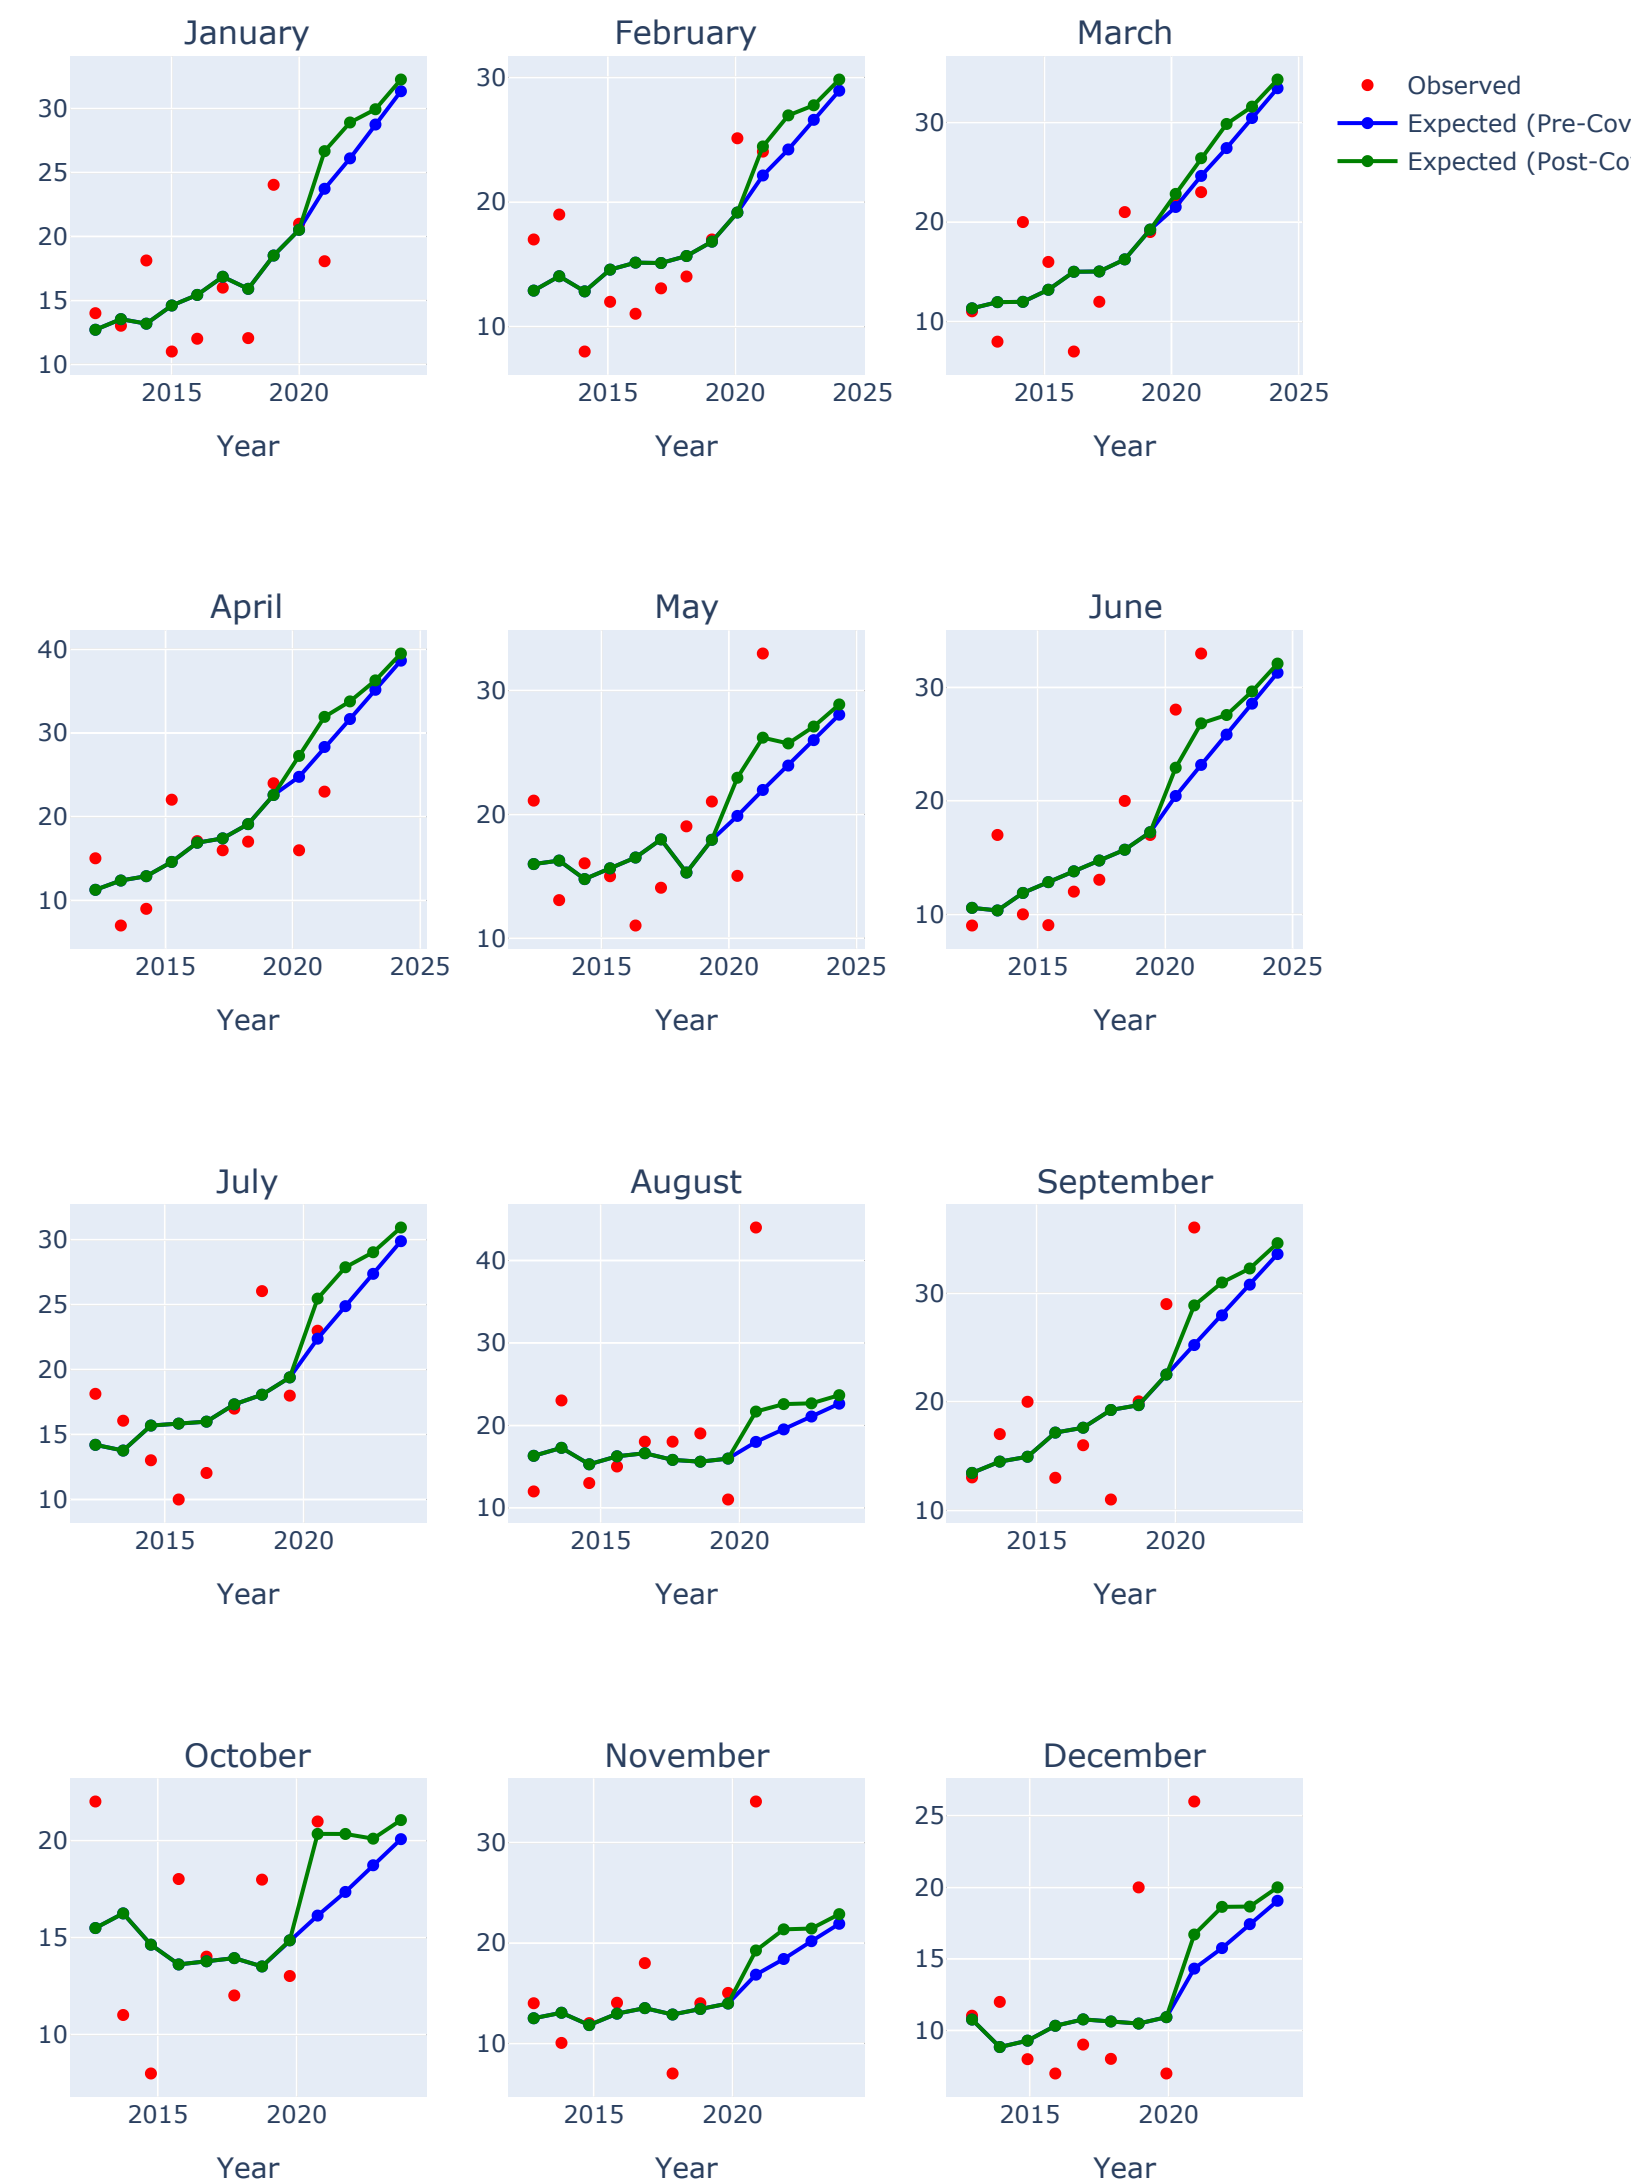 January
February
March
Observed
Expected (Pre-Cov
Expected (Post-Co
30
25
20
15
10
2015
2020
Year
30
20
10
2015
2020
2025
Year
30
20
10
2015
2020
2025
Year
April
May
June
40
30
20
10
2015
2020
2025
Year
30
20
10
2015
2020
2025
Year
30
20
10
2015
2020
2025
Year
July
August
September
30
25
20
15
10
2015
2020
Year
40
30
20
10
2015
2020
Year
30
20
10
2015
2020
Year
October
November
December
20
15
10
2015
2020
Year
30
20
10
2015
2020
Year
25
20
15
10
2015
2020
Year